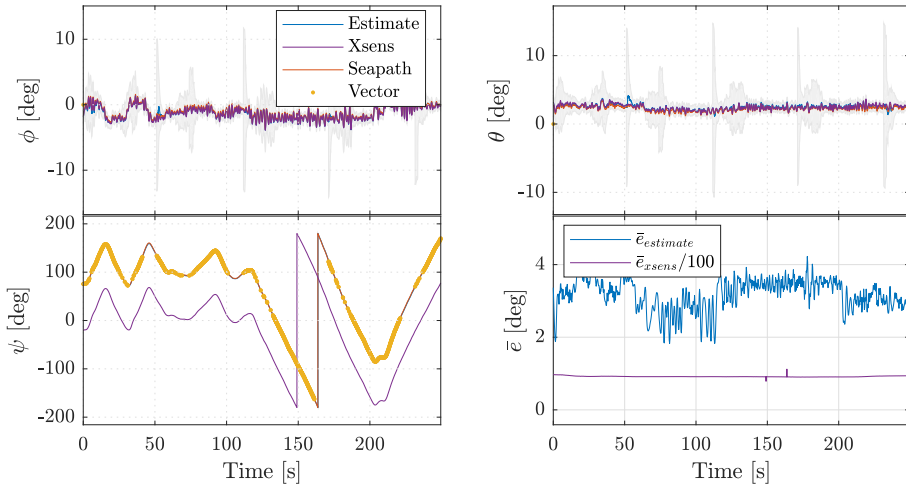 10
0
-10
ϕ [deg]
Estimate
Xsens
Seapath
Vector
10
0
-10
θ [deg]
200
100
0
-100
-200
ψ [deg]
0
50
100
150
200
Time [s]
4
2
0
ē [deg]
ē_estimate
ē_xsens/100
0
50
100
150
200
Time [s]